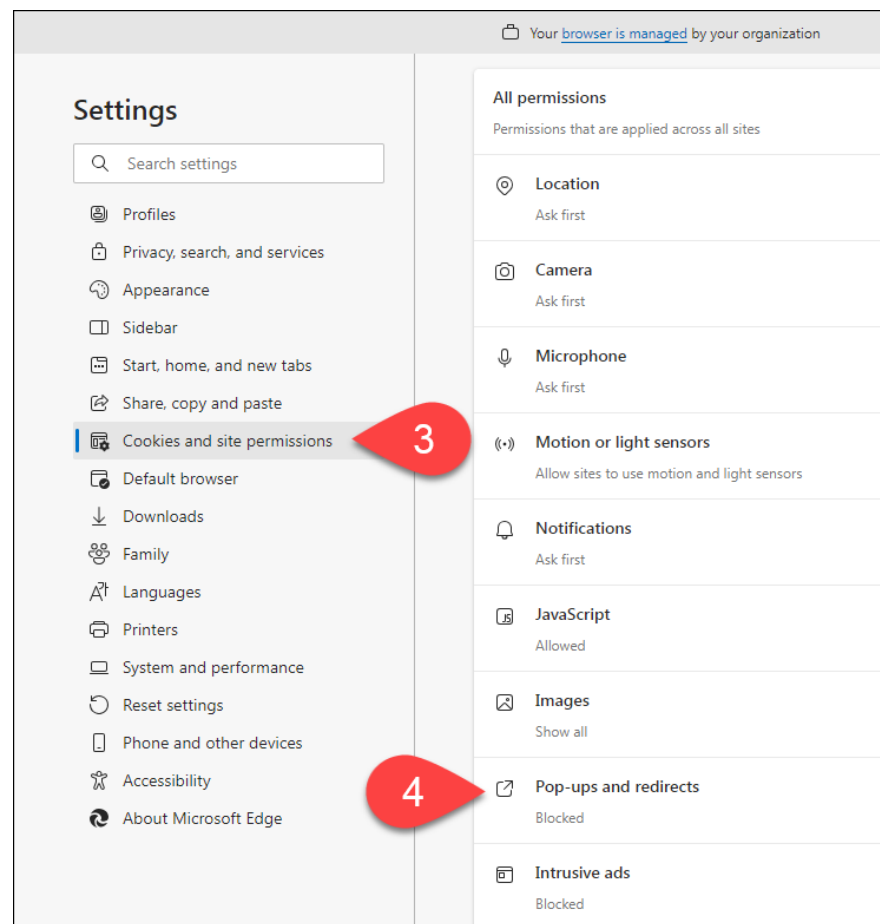 Your browser is managed by your organization
Settings
Search settings
Profiles
Privacy, search, and services
Appearance
Sidebar
Start, home, and new tabs
Share, copy and paste
Cookies and site permissions
3
Default browser
Downloads
Family
Languages
Printers
System and performance
Reset settings
Phone and other devices
Accessibility
About Microsoft Edge
All permissions
Permissions that are applied across all sites
Location
Ask first
Camera
Ask first
Microphone
Ask first
Motion or light sensors
Allow sites to use motion and light sensors
Notifications
Ask first
JS
JavaScript
Allowed
Images
Show all
4
Pop-ups and redirects
Blocked
Intrusive ads
Blocked